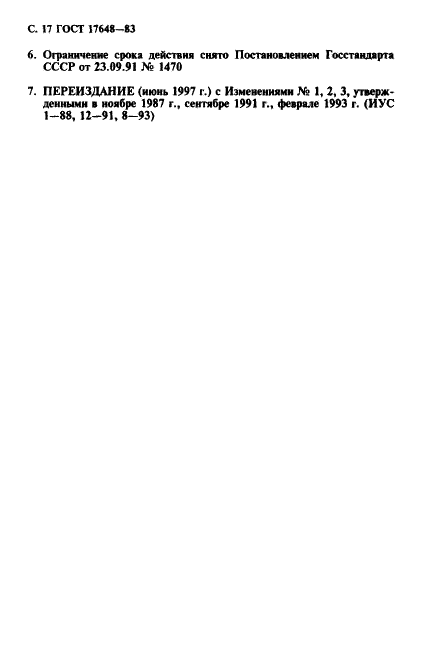 С. 17 ГОСТ 17648—83
6. Ограничение срока действия снято Постановлением Госстандарта
СССР от 23.09.91 № 1470
7. ПЕРЕИЗДАНИЕ (июнь 1997 г.) с Изменениями № 1, 2, 3, утверж-
денными в ноябре 1987 г., сентябре 1991 г., феврале 1993 г. (ИУС
1—88, 12—91, 8—93)